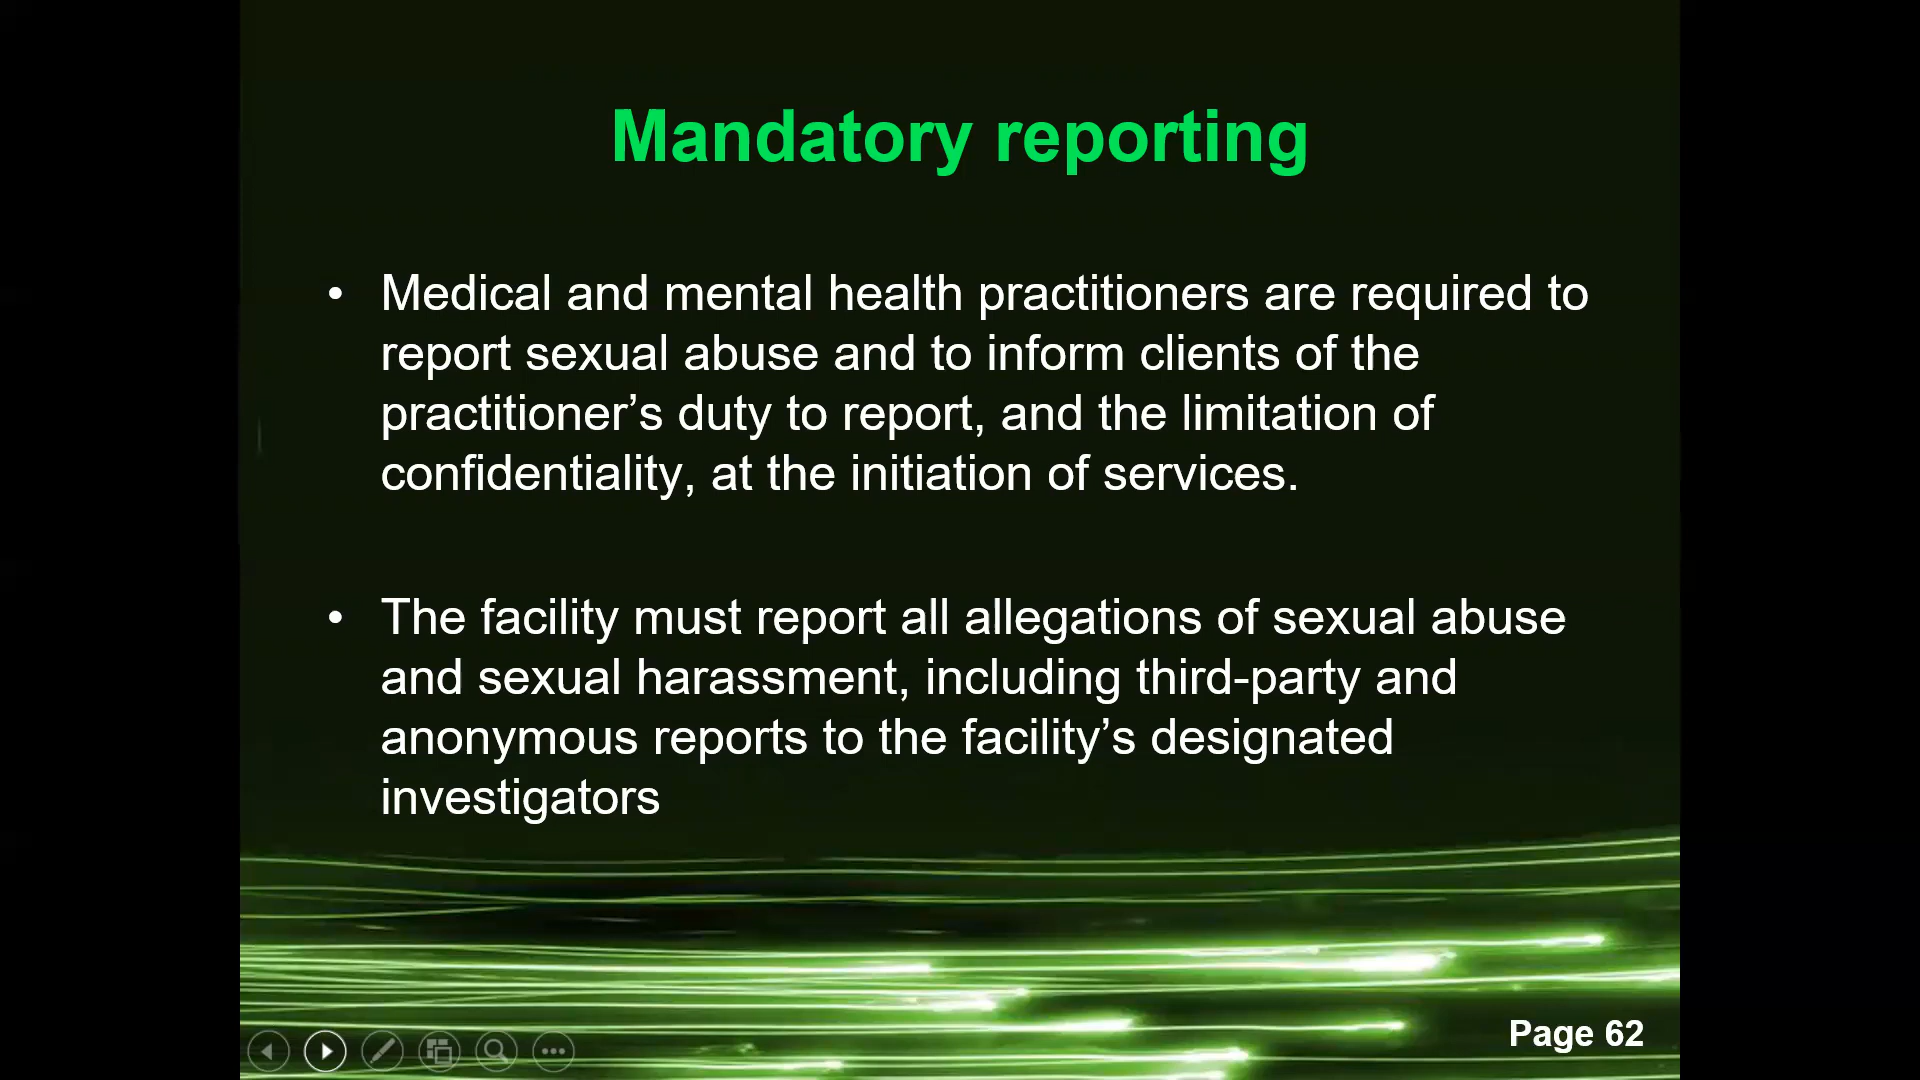 Mandatory reporting
• Medical and mental health practitioners are required to
report sexual abuse and to inform clients of the
practitioner’s duty to report, and the limitation of
confidentiality, at the initiation of services.
• The facility must report all allegations of sexual abuse
and sexual harassment, including third-party and
anonymous reports to the facility’s designated
investigators
Page 62